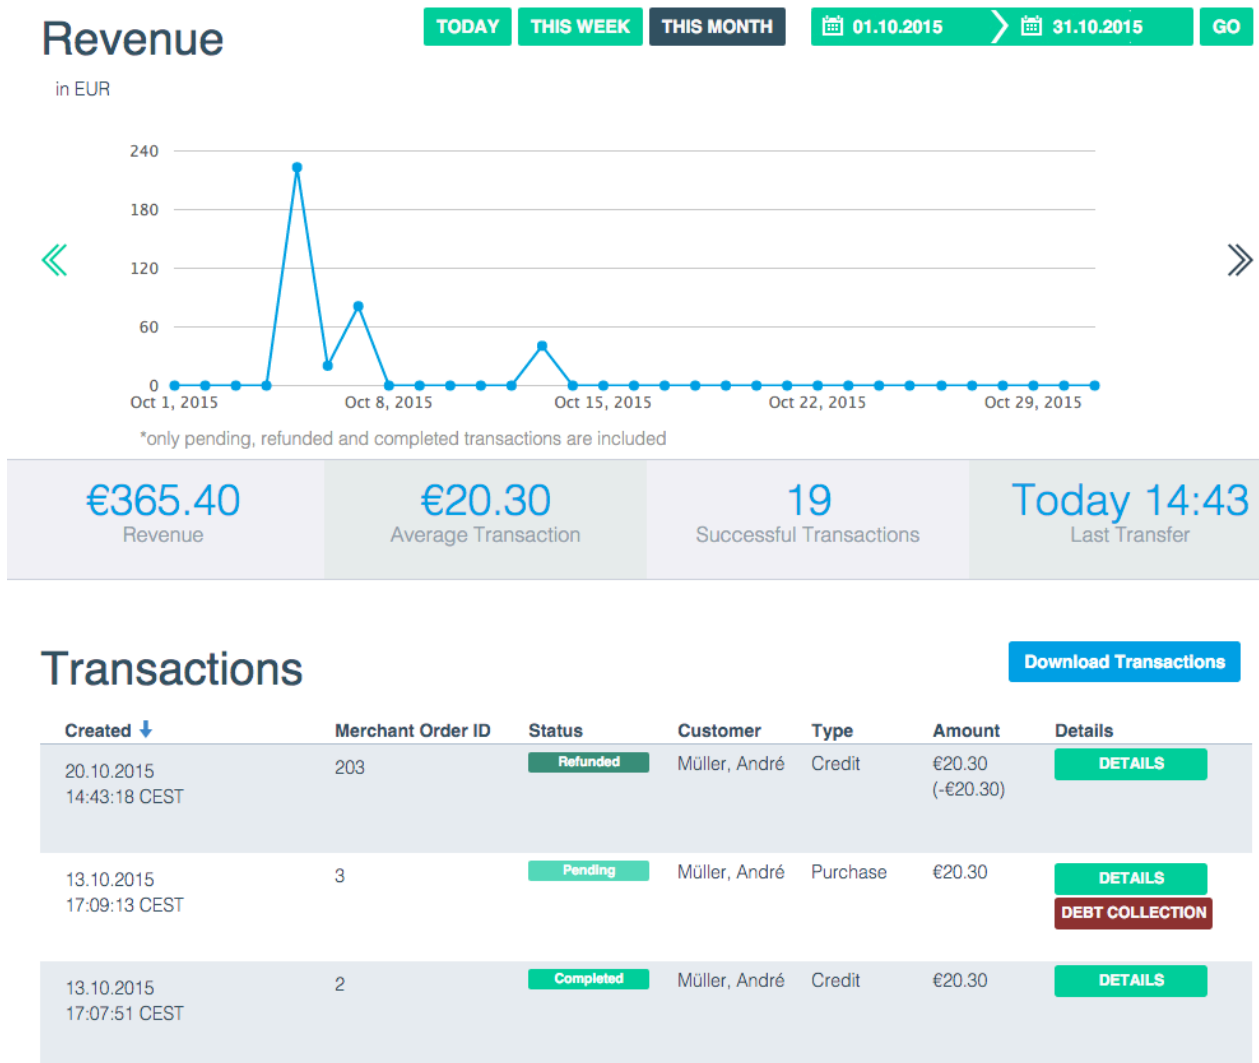 Revenue
TODAY THIS WEEK THIS MONTH 01.10.2015 31.10.2015 GO
in EUR
240
180
120
60
0
Oct 1, 2015 Oct 8, 2015 Oct 15, 2015 Oct 22, 2015 Oct 29, 2015
*only pending, refunded and completed transactions are included
€365.40 €20.30 19 Today 14:43
Revenue Average Transaction Successful Transactions Last Transfer
Transactions
Download Transactions
Created Merchant Order ID Status Customer Type Amount Details
20.10.2015 203 Refunded Müller, André Credit €20.30 DETAILS
14:43:18 CEST (-€20.30)
13.10.2015 3 Pending Müller, André Purchase €20.30 DETAILS
17:09:13 CEST DEBT COLLECTION
13.10.2015 2 Completed Müller, André Credit €20.30 DETAILS
17:07:51 CEST